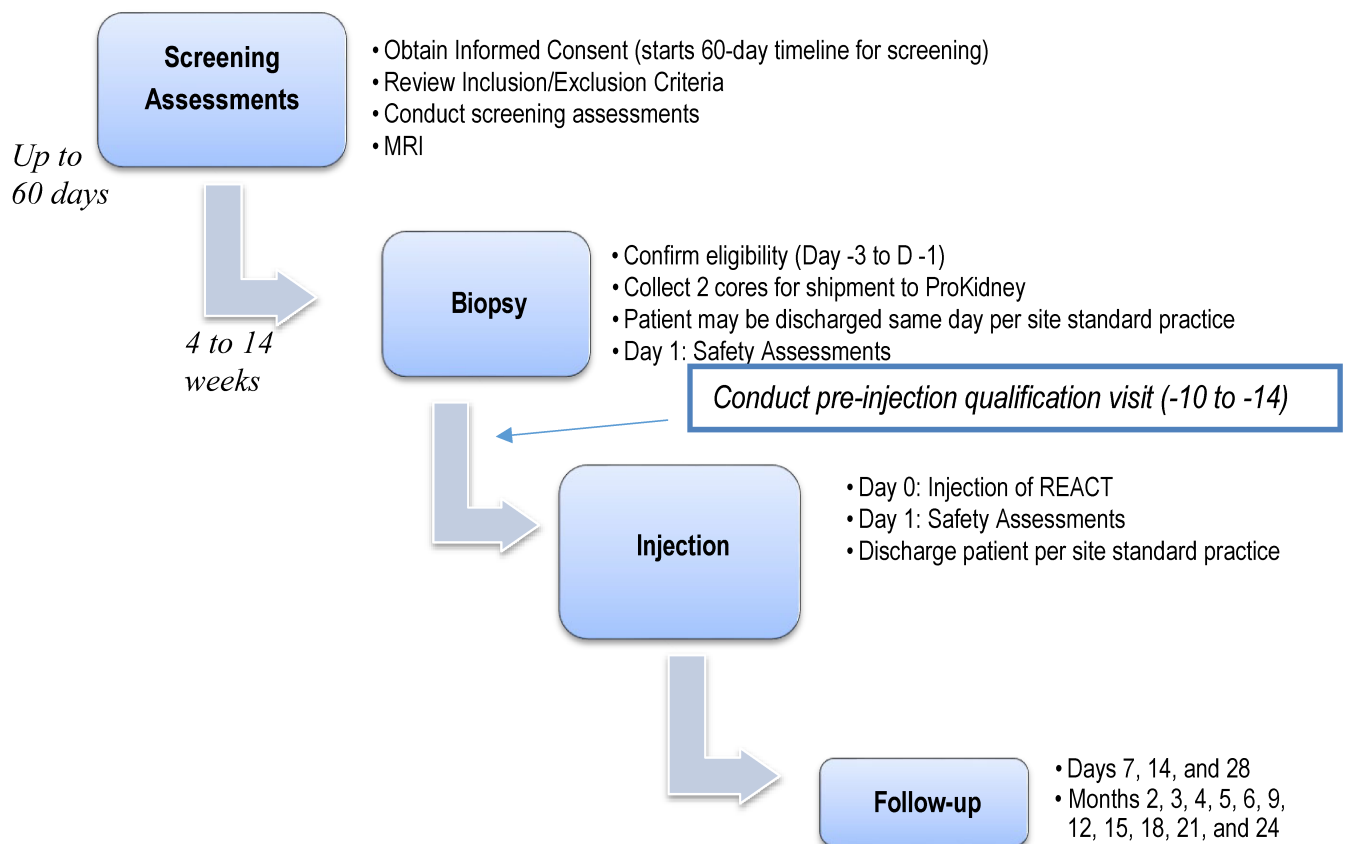 Screening
Assessments
• Obtain Informed Consent (starts 60-day timeline for screening)
• Review Inclusion/Exclusion Criteria
• Conduct screening assessments
• MRI
Up to
60 days
Biopsy
• Confirm eligibility (Day -3 to D -1)
• Collect 2 cores for shipment to ProKidney
• Patient may be discharged same day per site standard practice
• Day 1: Safety Assessments
4 to 14
weeks
Conduct pre-injection qualification visit (-10 to -14)
Injection
• Day 0: Injection of REACT
• Day 1: Safety Assessments
• Discharge patient per site standard practice
Follow-up
• Days 7, 14, and 28
• Months 2, 3, 4, 5, 6, 9,
12, 15, 18, 21, and 24